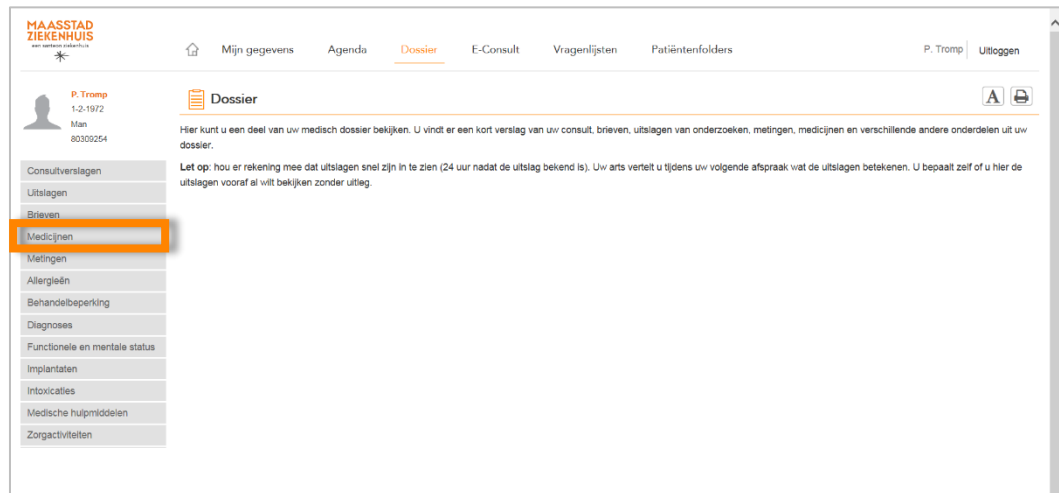 MAASSTAD
ZIEKENHUIS
een santeon ziekenhuis
Mijn gegevens Agenda Dossier E-Consult Vragenlijsten Patiëntenfolders P. Tromp Uitloggen
P. Tromp
1-2-1972
Man
80309254
Dossier
A
Hier kunt u een deel van uw medisch dossier bekijken. U vindt er een kort verslag van uw consult, brieven, uitslagen van onderzoeken, metingen, medicijnen en verschillende andere onderdelen uit uw
dossier.
Let op: hou er rekening mee dat uitslagen snel zijn in te zien (24 uur nadat de uitslag bekend is). Uw arts vertelt u tijdens uw volgende afspraak wat de uitslagen betekenen. U bepaalt zelf of u hier de
uitslagen vooraf al wilt bekijken zonder uitleg.
Consultverslagen
Uitslagen
Brieven
Medicijnen
Metingen
Allergieën
Behandelbeperking
Diagnoses
Functionele en mentale status
Implantaten
Intoxicaties
Medische hulpmiddelen
Zorgactiviteiten